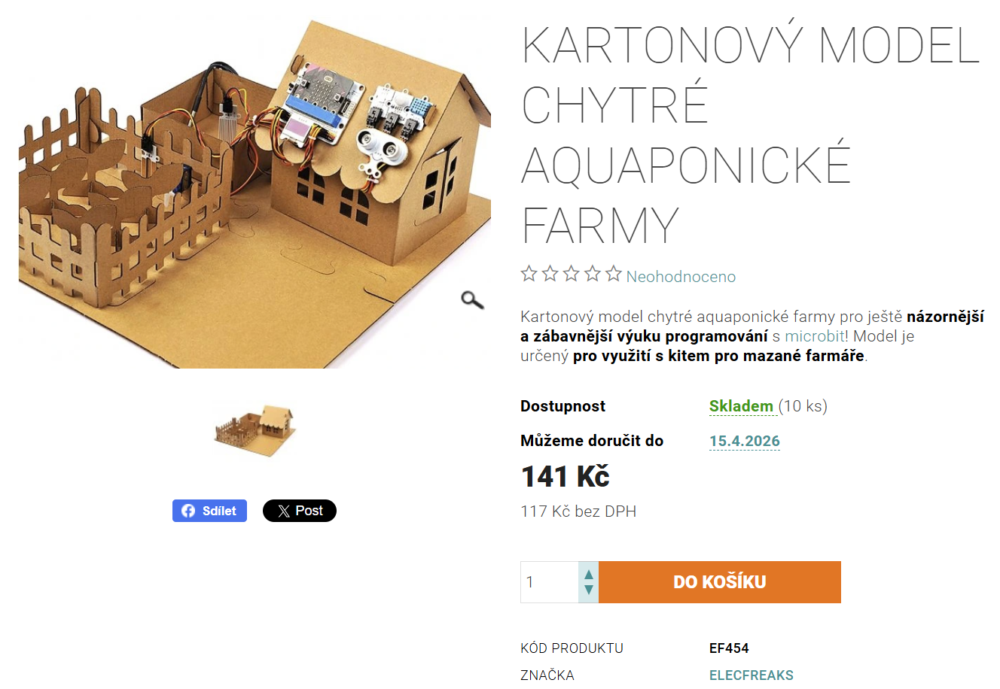 KARTONOVÝ MODEL
CHYTRÉ
AQUAPONICKÉ
FARMY
Neohodnoceno
Kartonový model chytré aquaponické farmy pro ještě názornější
a zábavnější výuku programování s microbit! Model je
určený pro využití s kitem pro mazané farmáře.
Dostupnost Skladem (10 ks)
Můžeme doručit do 15.4.2026
141 Kč
117 Kč bez DPH
Sdílet
Post
1
DO KOŠÍKU
KÓD PRODUKTU EF454
ZNAČKA ELECFREAKS